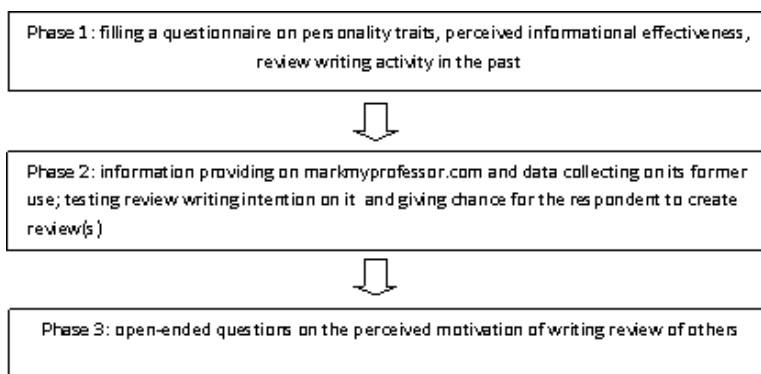 Phase 1: filling a questionnaire on personality traits, perceived informational effectiveness,
review writing activity in the past
Phase 2: information providing on markmyprofessor.com and data collecting on its former
use; testing review writing intention on it and giving chance for the respondent to create
review(s)
Phase 3: open-ended questions on the perceived motivation of writing review of others